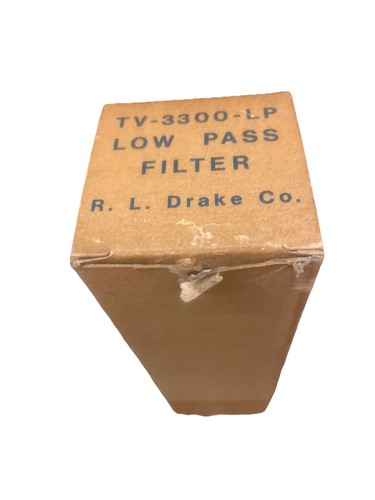 TV-3300-LP
LOW PASS
FILTER
R. L. Drake Co.